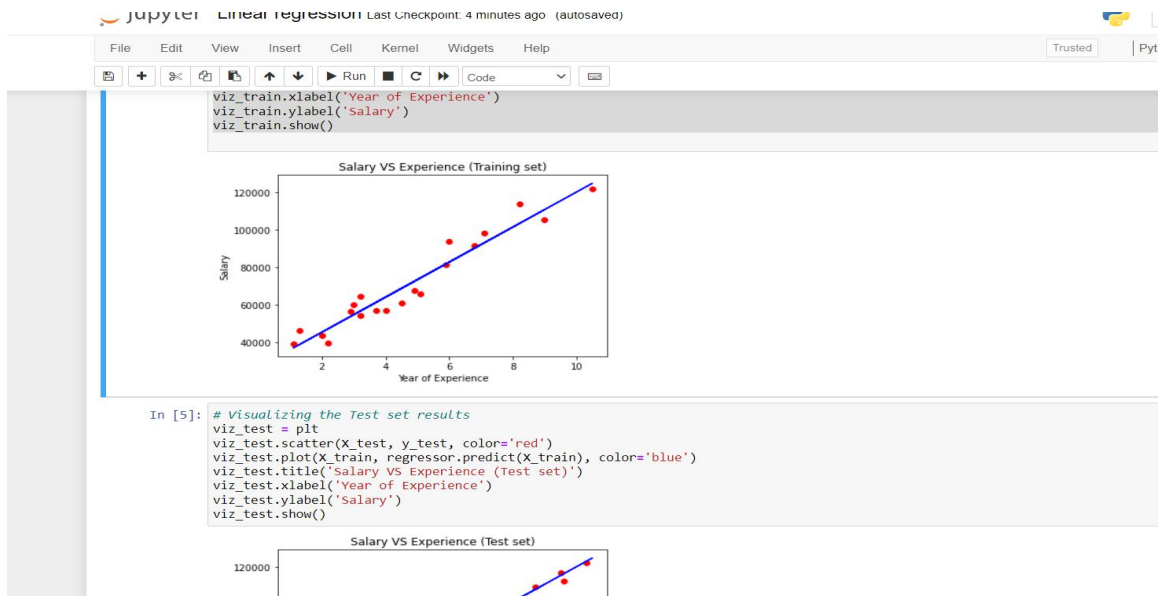 Jupyter Linear regression Last Checkpoint: 4 minutes ago (autosaved)
File Edit View Insert Cell Kernel Widgets Help Trusted Pyt
Run Code
viz_train.xlabel('Year of Experience')
viz_train.ylabel('Salary')
viz_train.show()
Salary VS Experience (Training set)
120000
100000
80000
60000
40000
Salary
2 4 6 8 10
Year of Experience
In [5]: # Visualizing the Test set results
viz_test = plt
viz_test.scatter(X_test, y_test, color='red')
viz_test.plot(X_train, regressor.predict(X_train), color='blue')
viz_test.title('Salary VS Experience (Test set)')
viz_test.xlabel('Year of Experience')
viz_test.ylabel('Salary')
viz_test.show()
Salary VS Experience (Test set)
120000